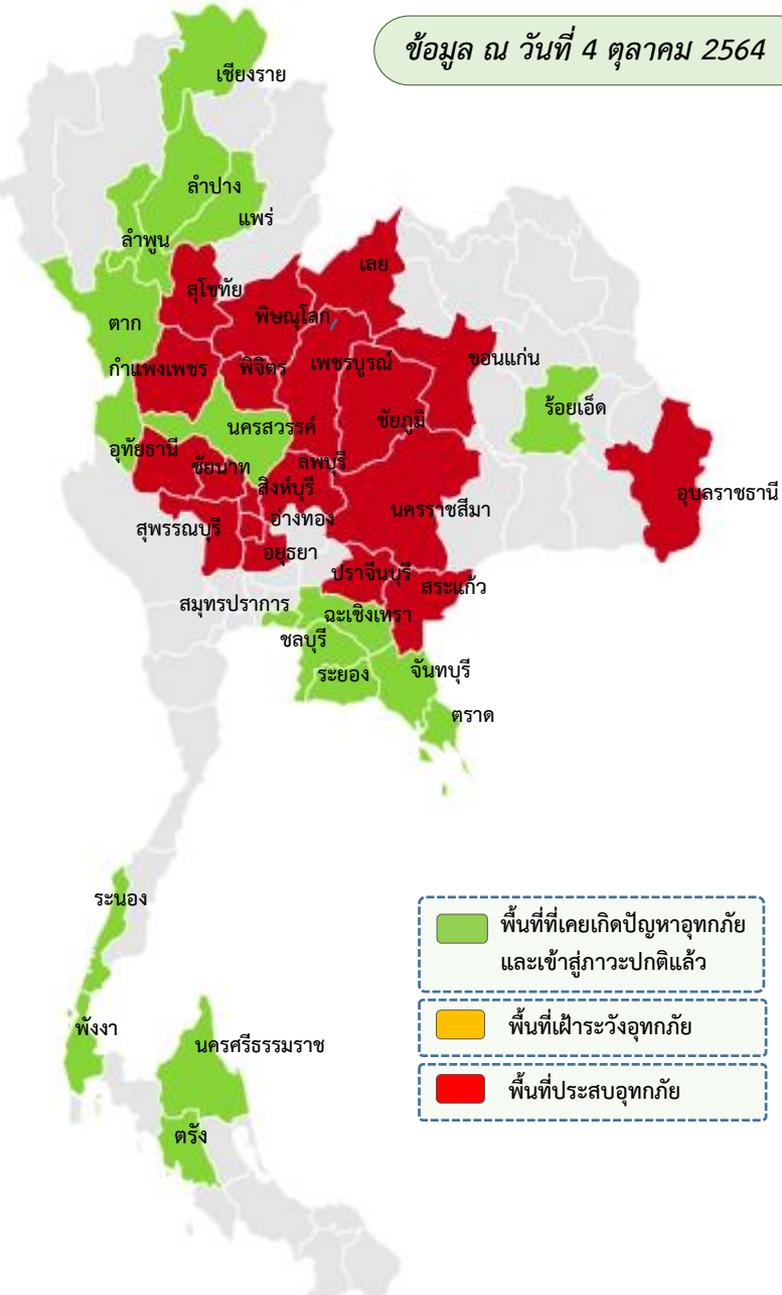 ข้อมูล ณ วันที่ 4 ตุลาคม 2564
เชียงราย
ลำปาง
แพร่
ลำพูน
เลย
สุโขทัย
พิษณุโลก
ตาก
กำแพงเพชร
พิจิตร
เพชรบูรณ์
ขอนแก่น
ร้อยเอ็ด
ชัยภูมิ
นครสวรรค์
อุทัยธานี
ชัยนาท
ลพบุรี
สิงห์บุรี
อุบลราชธานี
นครราชสีมา
อ่างทอง
สุพรรณบุรี
อยุธยา
ปราจีนบุรี
สระแก้ว
สมุทรปราการ
ฉะเชิงเทรา
ชลบุรี
ระยอง
จันทบุรี
ตราด
ระนอง
พังงา
นครศรีธรรมราช
ตรัง
พื้นที่ที่เคยเกิดปัญหาอุทกภัย
และเข้าสู่ภาวะปกติแล้ว
พื้นที่เฝ้าระวังอุทกภัย
พื้นที่ประสบอุทกภัย